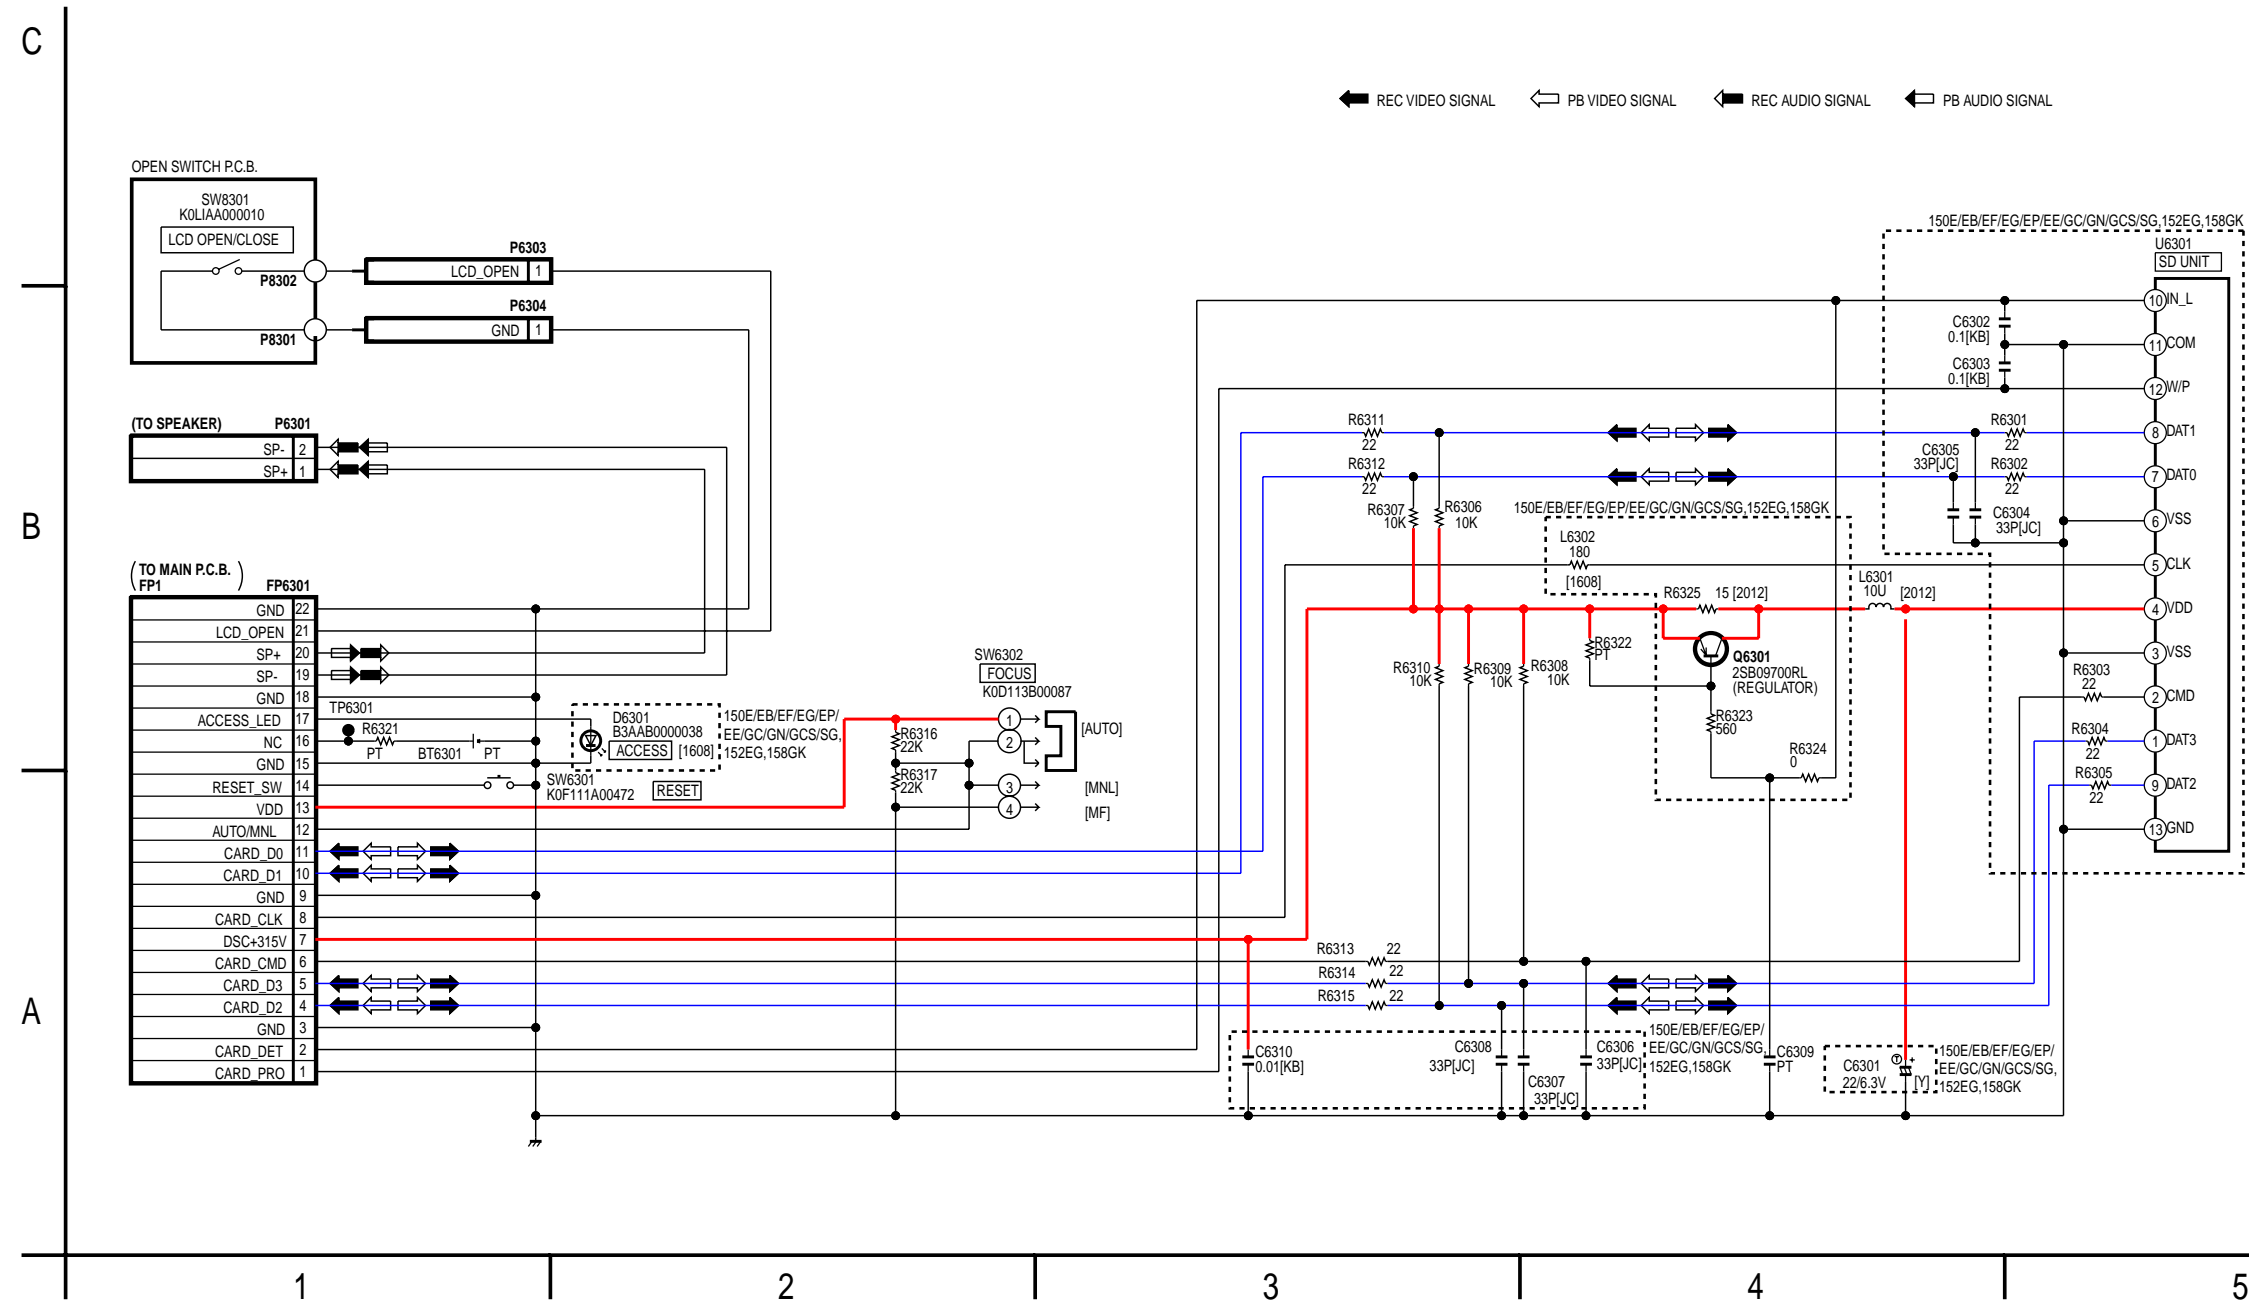 C
REC VIDEO SIGNAL
PB VIDEO SIGNAL
REC AUDIO SIGNAL
PB AUDIO SIGNAL
OPEN SWITCH P.C.B.
SW8301
K0LIAA000010
LCD OPEN/CLOSE
P8302
P8301
P6303
LCD_OPEN 1
P6304
GND 1
(TO SPEAKER) P6301
SP- 2
SP+ 1
B
(TO MAIN P.C.B.)
FP1
FP6301
GND 22
LCD_OPEN 21
SP+ 20
SP- 19
GND 18
ACCESS_LED 17
NC 16
GND 15
RESET_SW 14
VDD 13
AUTO/MNL 12
CARD_D0 11
CARD_D1 10
GND 9
CARD_CLK 8
DSC+315V 7
CARD_CMD 6
CARD_D3 5
CARD_D2 4
GND 3
CARD_DET 2
CARD_PRO 1
A
TP6301
R6321
PT
BT6301 PT
SW6301
K0F111A00472
RESET
D6301
B3AAB0000038
ACCESS [1608]
150E/EB/EF/EG/EP/
EE/GC/GN/GCS/SG,
152EG,158GK
R6316
22K
R6317
22K
SW6302
FOCUS
K0D113B00087
1
2
3
4
[AUTO]
[MNL]
[MF]
R6311
22
R6312
22
R6307
10K
R6306
10K
150E/EB/EF/EG/EP/EE/GC/GN/GCS/SG,152EG,158GK
L6302
180
[1608]
R6325 15 [2012]
R6322
PT
Q6301
2SB09700RL
(REGULATOR)
R6323
560
R6324
0
R6310
10K
R6309
10K
R6308
10K
R6313 22
R6314 22
R6315 22
C6310
0.01[KB]
C6308
33P[JC]
C6307
33P[JC]
C6306
33P[JC]
150E/EB/EF/EG/EP/
EE/GC/GN/GCS/SG,
152EG,158GK
C6309
PT
C6301
22/6.3V
T
+
[Y]
150E/EB/EF/EG/EP/
EE/GC/GN/GCS/SG,
152EG,158GK
L6301
10U
[2012]
150E/EB/EF/EG/EP/EE/GC/GN/GCS/SG,152EG,158GK
U6301
SD UNIT
C6302
0.1[KB]
C6303
0.1[KB]
R6301
22
C6305
33P[JC]
R6302
22
C6304
33P[JC]
R6303
22
R6304
22
R6305
22
10 IN_L
11 COM
12 W/P
8 DAT1
7 DAT0
6 VSS
5 CLK
4 VDD
3 VSS
2 CMD
1 DAT3
9 DAT2
13 GND
1
2
3
4
5